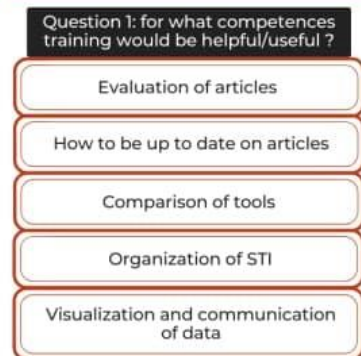 Question 1: for what competences
training would be helpful/useful ?
Evaluation of articles
How to be up to date on articles
Comparison of tools
Organization of STI
Visualization and communication
of data